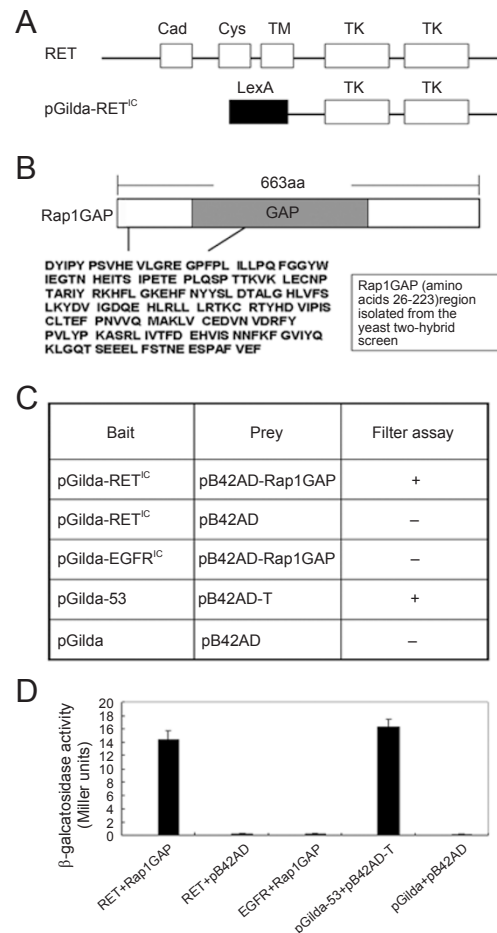 A
Cad Cys TM TK TK
RET
LexA TK TK
pGilda-RET^IC
B
663aa
Rap1GAP GAP
DYIPY PSVHE VLGREG GPFPL ILLPQ FGGYW
IEGTN HEITS IPETE PLQSP TTKVK LECNP
TARIY RKHFL GKEHF NYYSL DTALG HLVFS
LKYDV IGDQE HLRLL LRTKC RTYHD VIPIS
CLTEF PNVVQ MAKLV CEDVN VDRFY
PVLYP KASRL IVTFD EHVIS NNFKF GVIYQ
KLGQT SEEEL FSTNE ESPAF VEF
Rap1GAP (amino
acids 26-223)region
isolated from the
yeast two-hybrid
screen
C
Bait Prey Filter assay
pGilda-RET^IC pB42AD-Rap1GAP +
pGilda-RET^IC pB42AD –
pGilda-EGFR^IC pB42AD-Rap1GAP –
pGilda-53 pB42AD-T +
pGilda pB42AD –
D
β-galcatosidase activity
(Miller units)
20
18
16
14
12
10
8
6
4
2
0
RET+Rap1GAP
RET+pB42AD
EGFR+Rap1GAP
pGilda-53+pB42AD-T
pGilda+pB42AD